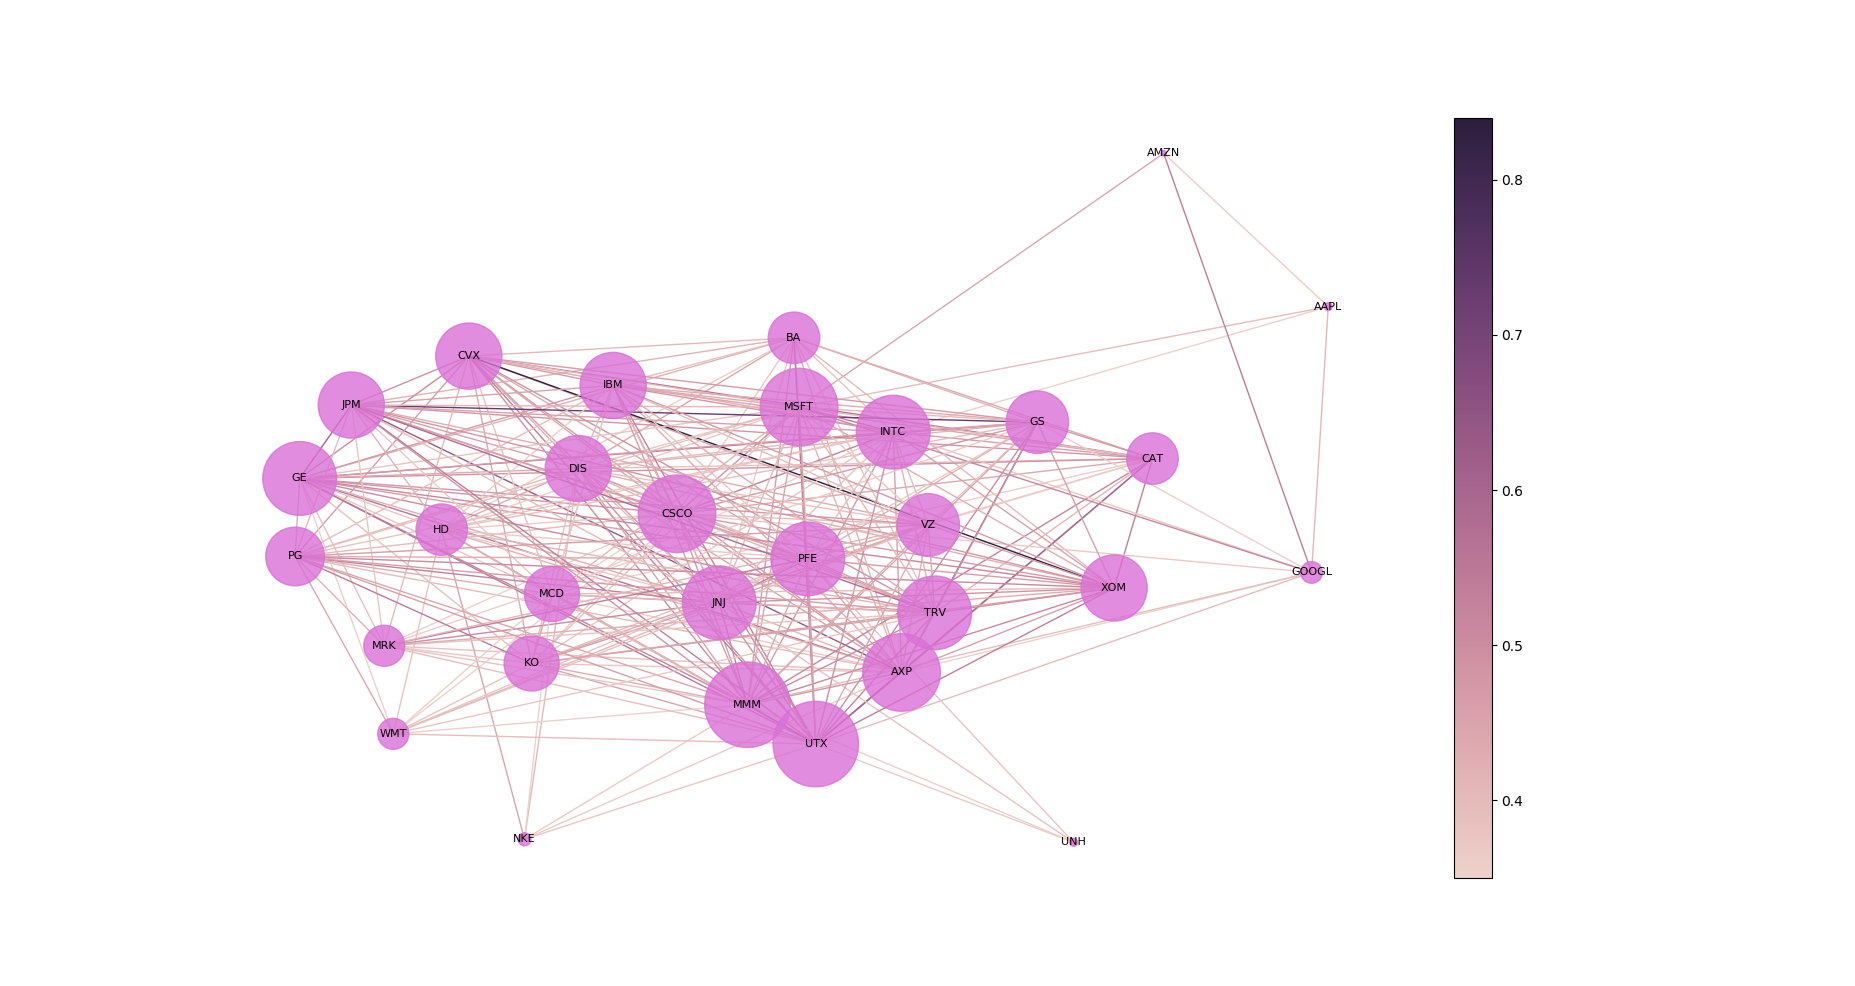 AMZN
0.8
AAPL
0.7
BA
CVX
IBM
JPM
MSFT
GS
INTC
CAT
DIS
GE
0.6
CSCO
VZ
HD
PG
PFE
GOOGL
XOM
MCD
JNJ
TRV
MRK
0.5
KO
AXP
MMM
WMT
UTX
0.4
NKE
UNH